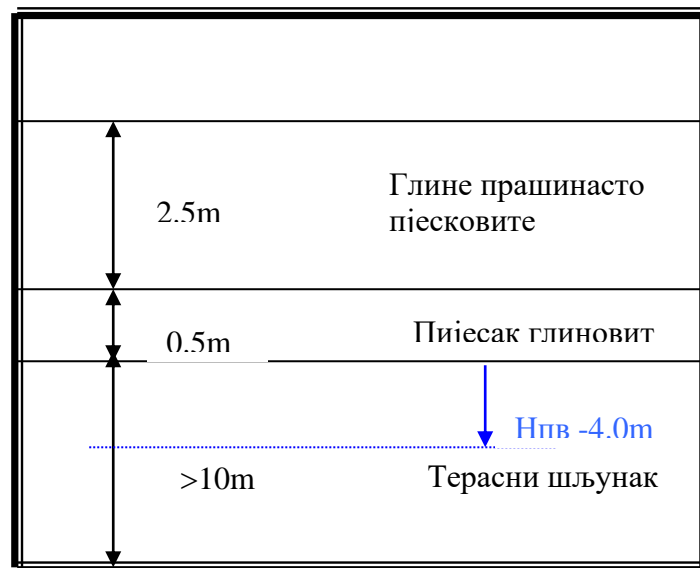 2.5m
Глине прашинасто
пјесковите
0.5m
Пијесак глиновит
Нпв -4.0m
>10m
Терасни шљунак